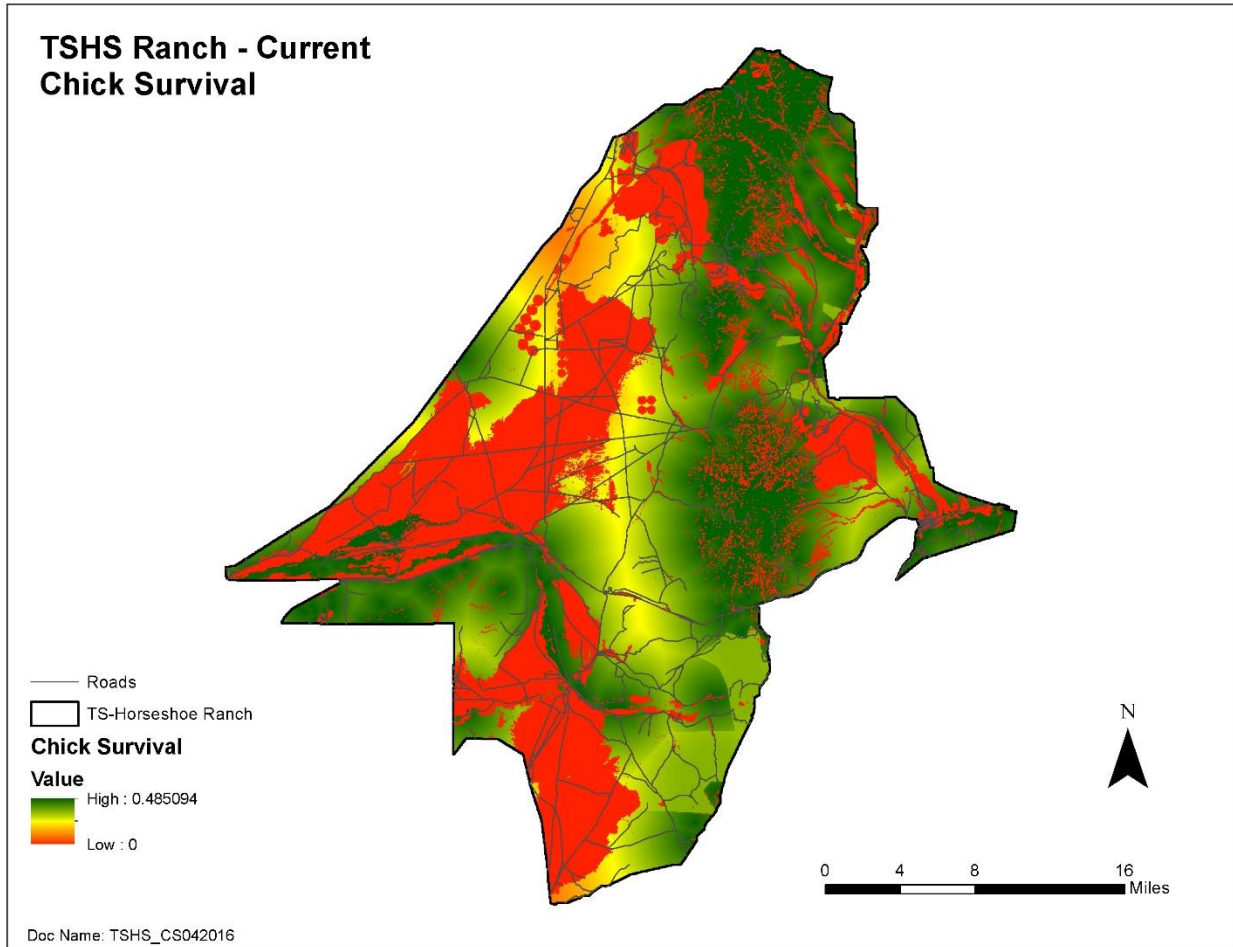 TSHS Ranch - Current
Chick Survival
Roads
TS-Horseshoe Ranch
Chick Survival
Value
High : 0.485094
Low : 0
N
0 4 8 16
Miles
Doc Name: TSHS_CS042016